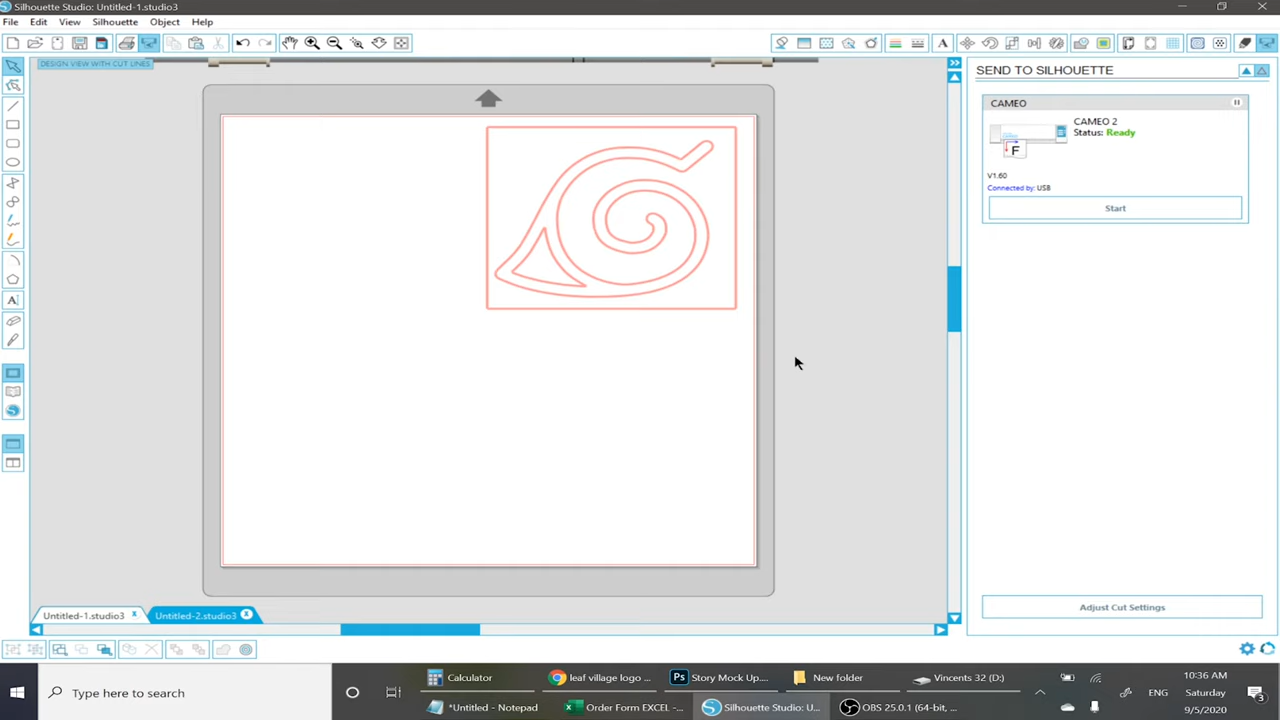 Silhouette Studio: Untitled-1.studio3
File Edit View Silhouette Object Help
DESIGN VIEW WITH CUT LINES
SEND TO SILHOUETTE
CAMEO
CAMEO 2
Status: Ready
F
V1.60
Connected by: USB
Start
Adjust Cut Settings
Untitled-1.studio3 x Untitled-2.studio3 x
Calculator leaf village logo ... Story Mock Up.... New folder Vincents 32 (D:)
Type here to search
*Untitled - Notepad Order Form EXCEL -... Silhouette Studio: U... OBS 25.0.1 (64-bit, ...
ENG
10:36 AM
Saturday
9/5/2020
3